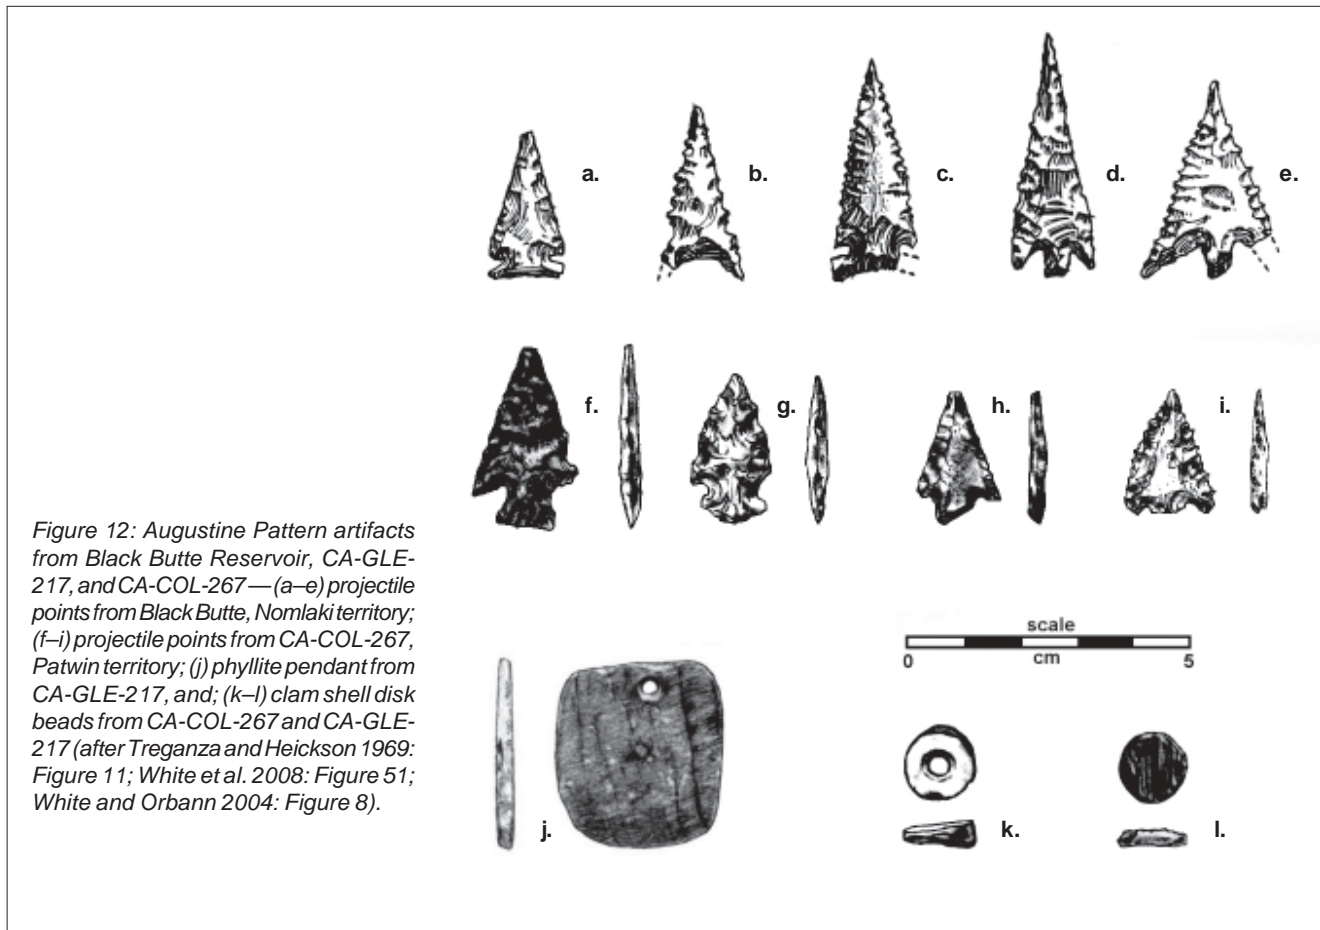 a.
b.
c.
d.
e.
f.
g.
h.
i.
Figure 12: Augustine Pattern artifacts
from Black Butte Reservoir, CA-GLE-
217, and CA-COL-267 — (a–e) projectile
points from Black Butte, Nomlaki territory;
(f–i) projectile points from CA-COL-267,
Patwin territory; (j) phyllite pendant from
CA-GLE-217, and; (k–l) clam shell disk
beads from CA-COL-267 and CA-GLE-
217 (after Treganza and Heickson 1969:
Figure 11; White et al. 2008: Figure 51;
White and Orbann 2004: Figure 8).
scale
0 cm 5
j.
k.
l.